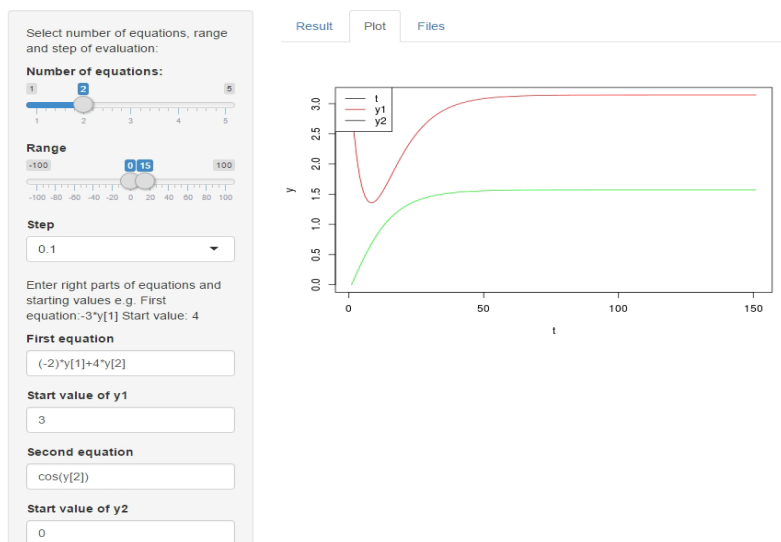 Select number of equations, range
and step of evaluation:
Number of equations:
1 2 5
1 2 3 4 5
Range
-100 0 15 100
-100 -80 -60 -40 -20 0 20 40 60 80 100
Step
0.1
Enter right parts of equations and
starting values e.g. First
equation:-3*y[1] Start value: 4
First equation
(-2)*y[1]+4*y[2]
Start value of y1
3
Second equation
cos(y[2])
Start value of y2
0
Result Plot Files
t
y1
y2
3.0
2.5
2.0
1.5
1.0
0.5
0.0
y
0 50 100 150
t